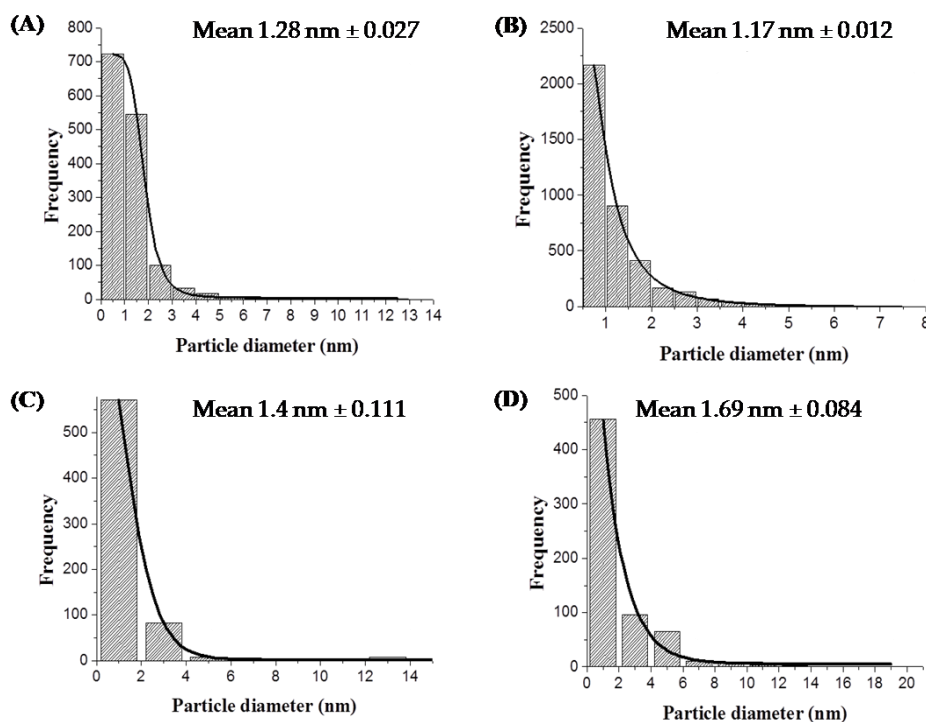 (A)
Mean 1.28 nm ± 0.027
800
700
600
500
400
300
200
100
0
Frequency
0 1 2 3 4 5 6 7 8 9 10 11 12 13 14
Particle diameter (nm)
(B)
Mean 1.17 nm ± 0.012
2500
2000
1500
1000
500
0
Frequency
1 2 3 4 5 6 7 8
Particle diameter (nm)
(C)
Mean 1.4 nm ± 0.111
500
400
300
200
100
0
Frequency
0 2 4 6 8 10 12 14
Particle diameter (nm)
(D)
Mean 1.69 nm ± 0.084
500
400
300
200
100
0
Frequency
0 2 4 6 8 10 12 14 16 18 20
Particle diameter (nm)